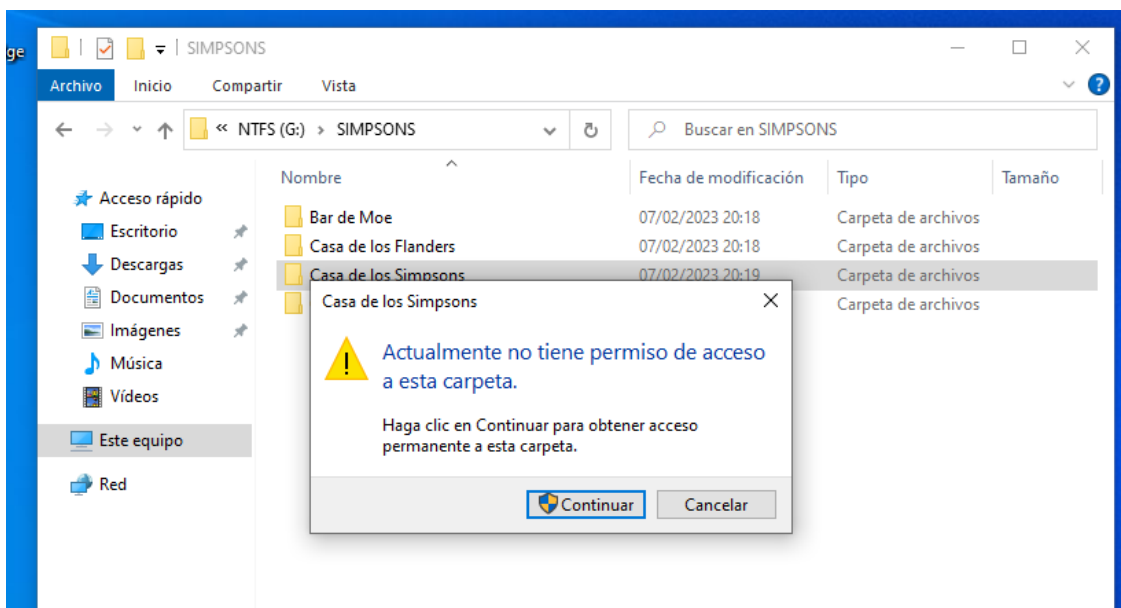 ge
SIMPSONS
Archivo Inicio Compartir Vista
« NTFS (G:) > SIMPSONS Buscar en SIMPSONS
Nombre Fecha de modificación Tipo Tamaño
Acceso rápido
Escritorio
Descargas
Documentos
Imágenes
Música
Vídeos
Este equipo
Red
Bar de Moe 07/02/2023 20:18 Carpeta de archivos
Casa de los Flanders 07/02/2023 20:18 Carpeta de archivos
Casa de los Simpsons 07/02/2023 20:19 Carpeta de archivos
Carpeta de archivos
Casa de los Simpsons
Actualmente no tiene permiso de acceso
a esta carpeta.
Haga clic en Continuar para obtener acceso
permanente a esta carpeta.
Continuar Cancelar